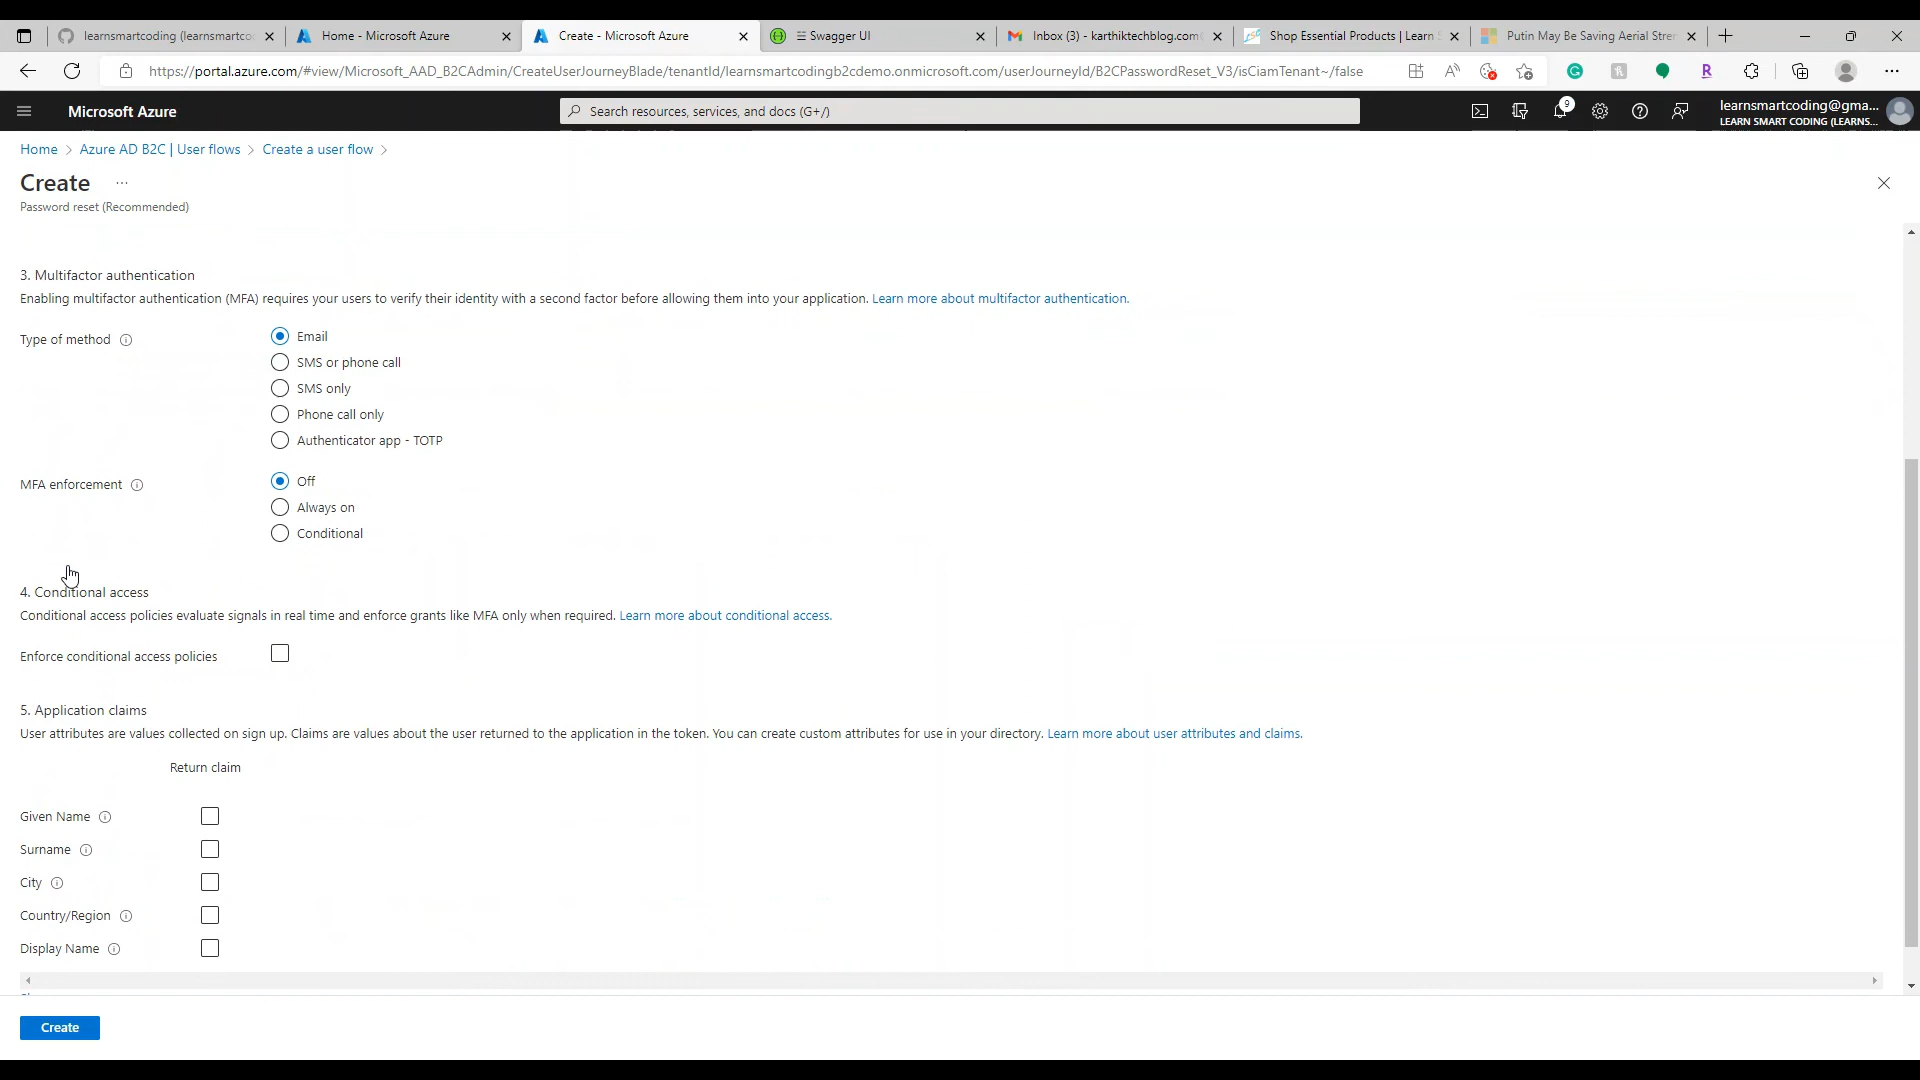 learnsmartcoding (learnsmartco
Home - Microsoft Azure
Create - Microsoft Azure
Swagger UI
Inbox (3) - karthiktechblog.com
Shop Essential Products | Learn
Putin May Be Saving Aerial Stren
https://portal.azure.com/#view/Microsoft_AAD_B2CAdmin/CreateUserJourneyBlade/tenantId/learnsmartcodingb2cdemo.onmicrosoft.com/userJourneyId/B2CPasswordReset_V3/isCiamTenant~/false
Microsoft Azure
Search resources, services, and docs (G+/)
9
learnsmartcoding@gma...
LEARN SMART CODING (LEARNS...
Home > Azure AD B2C | User flows > Create a user flow >
Create ...
Password reset (Recommended)
3. Multifactor authentication
Enabling multifactor authentication (MFA) requires your users to verify their identity with a second factor before allowing them into your application. Learn more about multifactor authentication.
Type of method
Email
SMS or phone call
SMS only
Phone call only
Authenticator app - TOTP
MFA enforcement
Off
Always on
Conditional
4. Conditional access
Conditional access policies evaluate signals in real time and enforce grants like MFA only when required. Learn more about conditional access.
Enforce conditional access policies
5. Application claims
User attributes are values collected on sign up. Claims are values about the user returned to the application in the token. You can create custom attributes for use in your directory. Learn more about user attributes and claims.
Return claim
Given Name
Surname
City
Country/Region
Display Name
Create